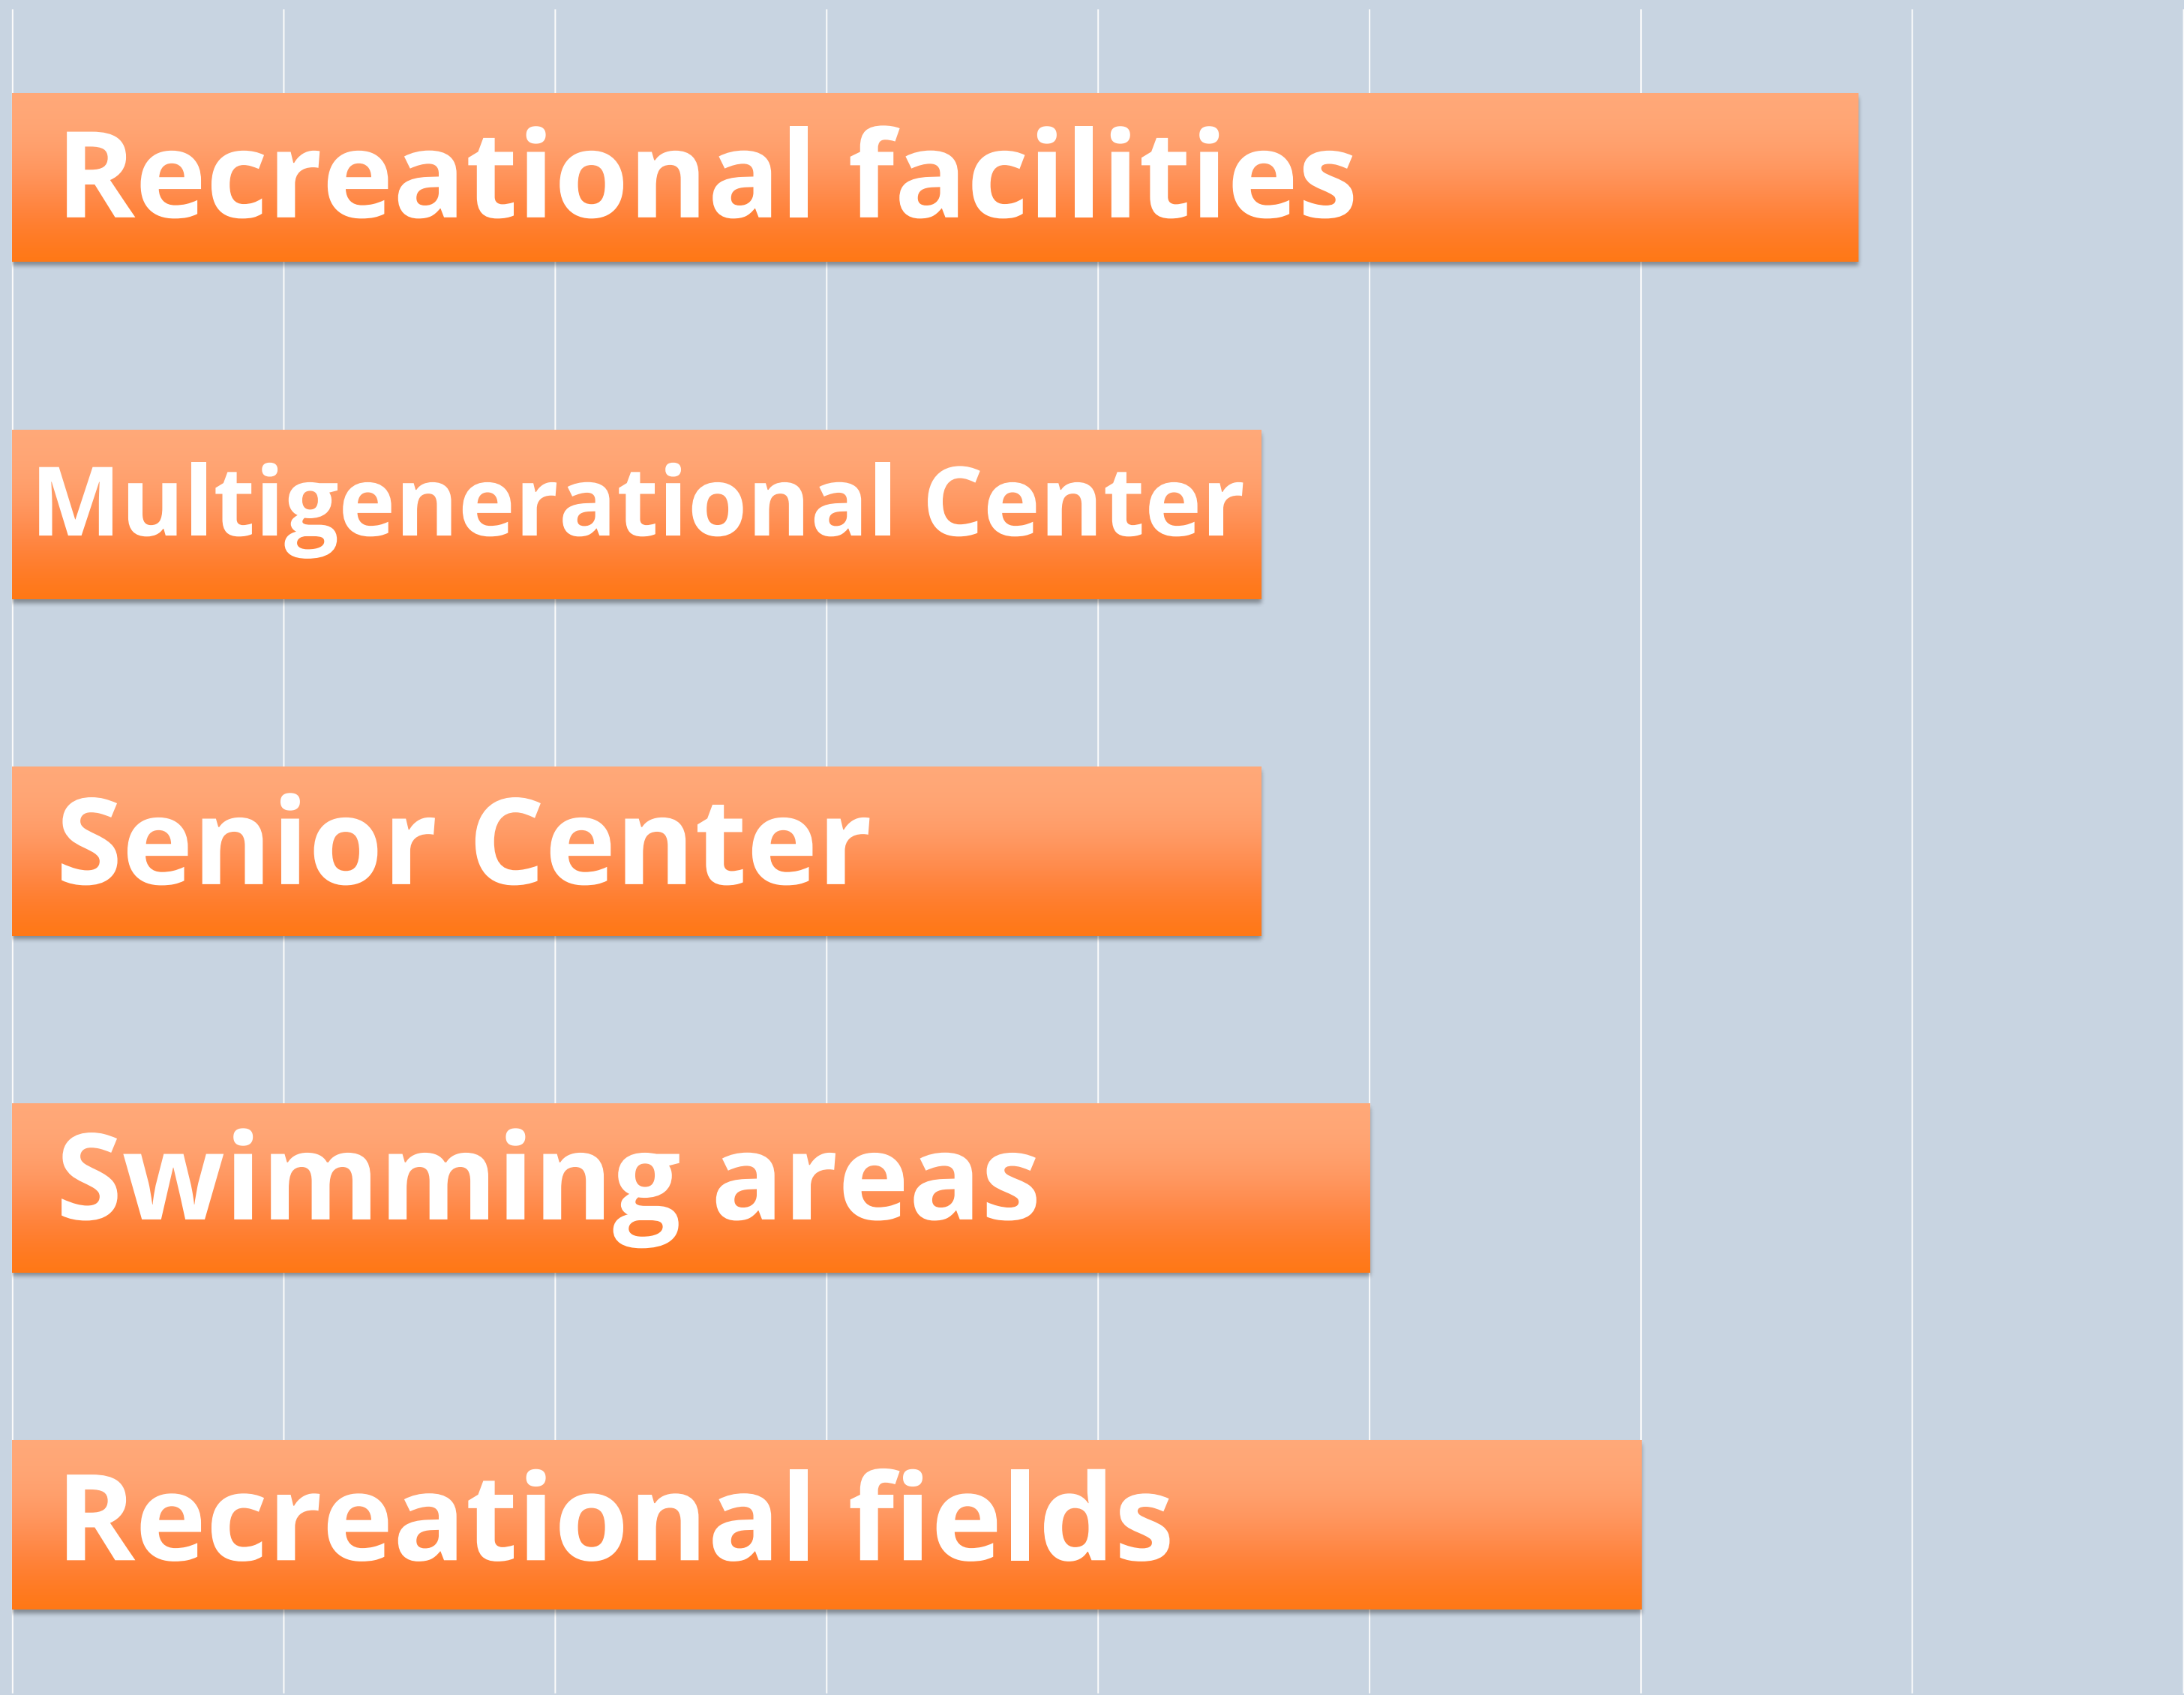 Recreational facilities
Multigenerational Center
Senior Center
Swimming areas
Recreational fields